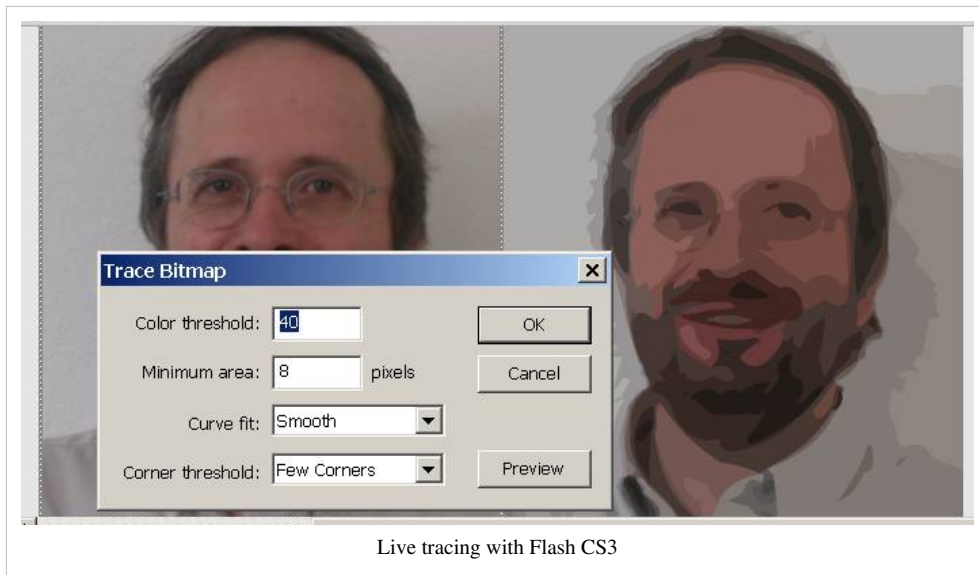 Trace Bitmap
Color threshold: 40
OK
Minimum area: 8 pixels
Cancel
Curve fit: Smooth
Corner threshold: Few Corners
Preview
Live tracing with Flash CS3